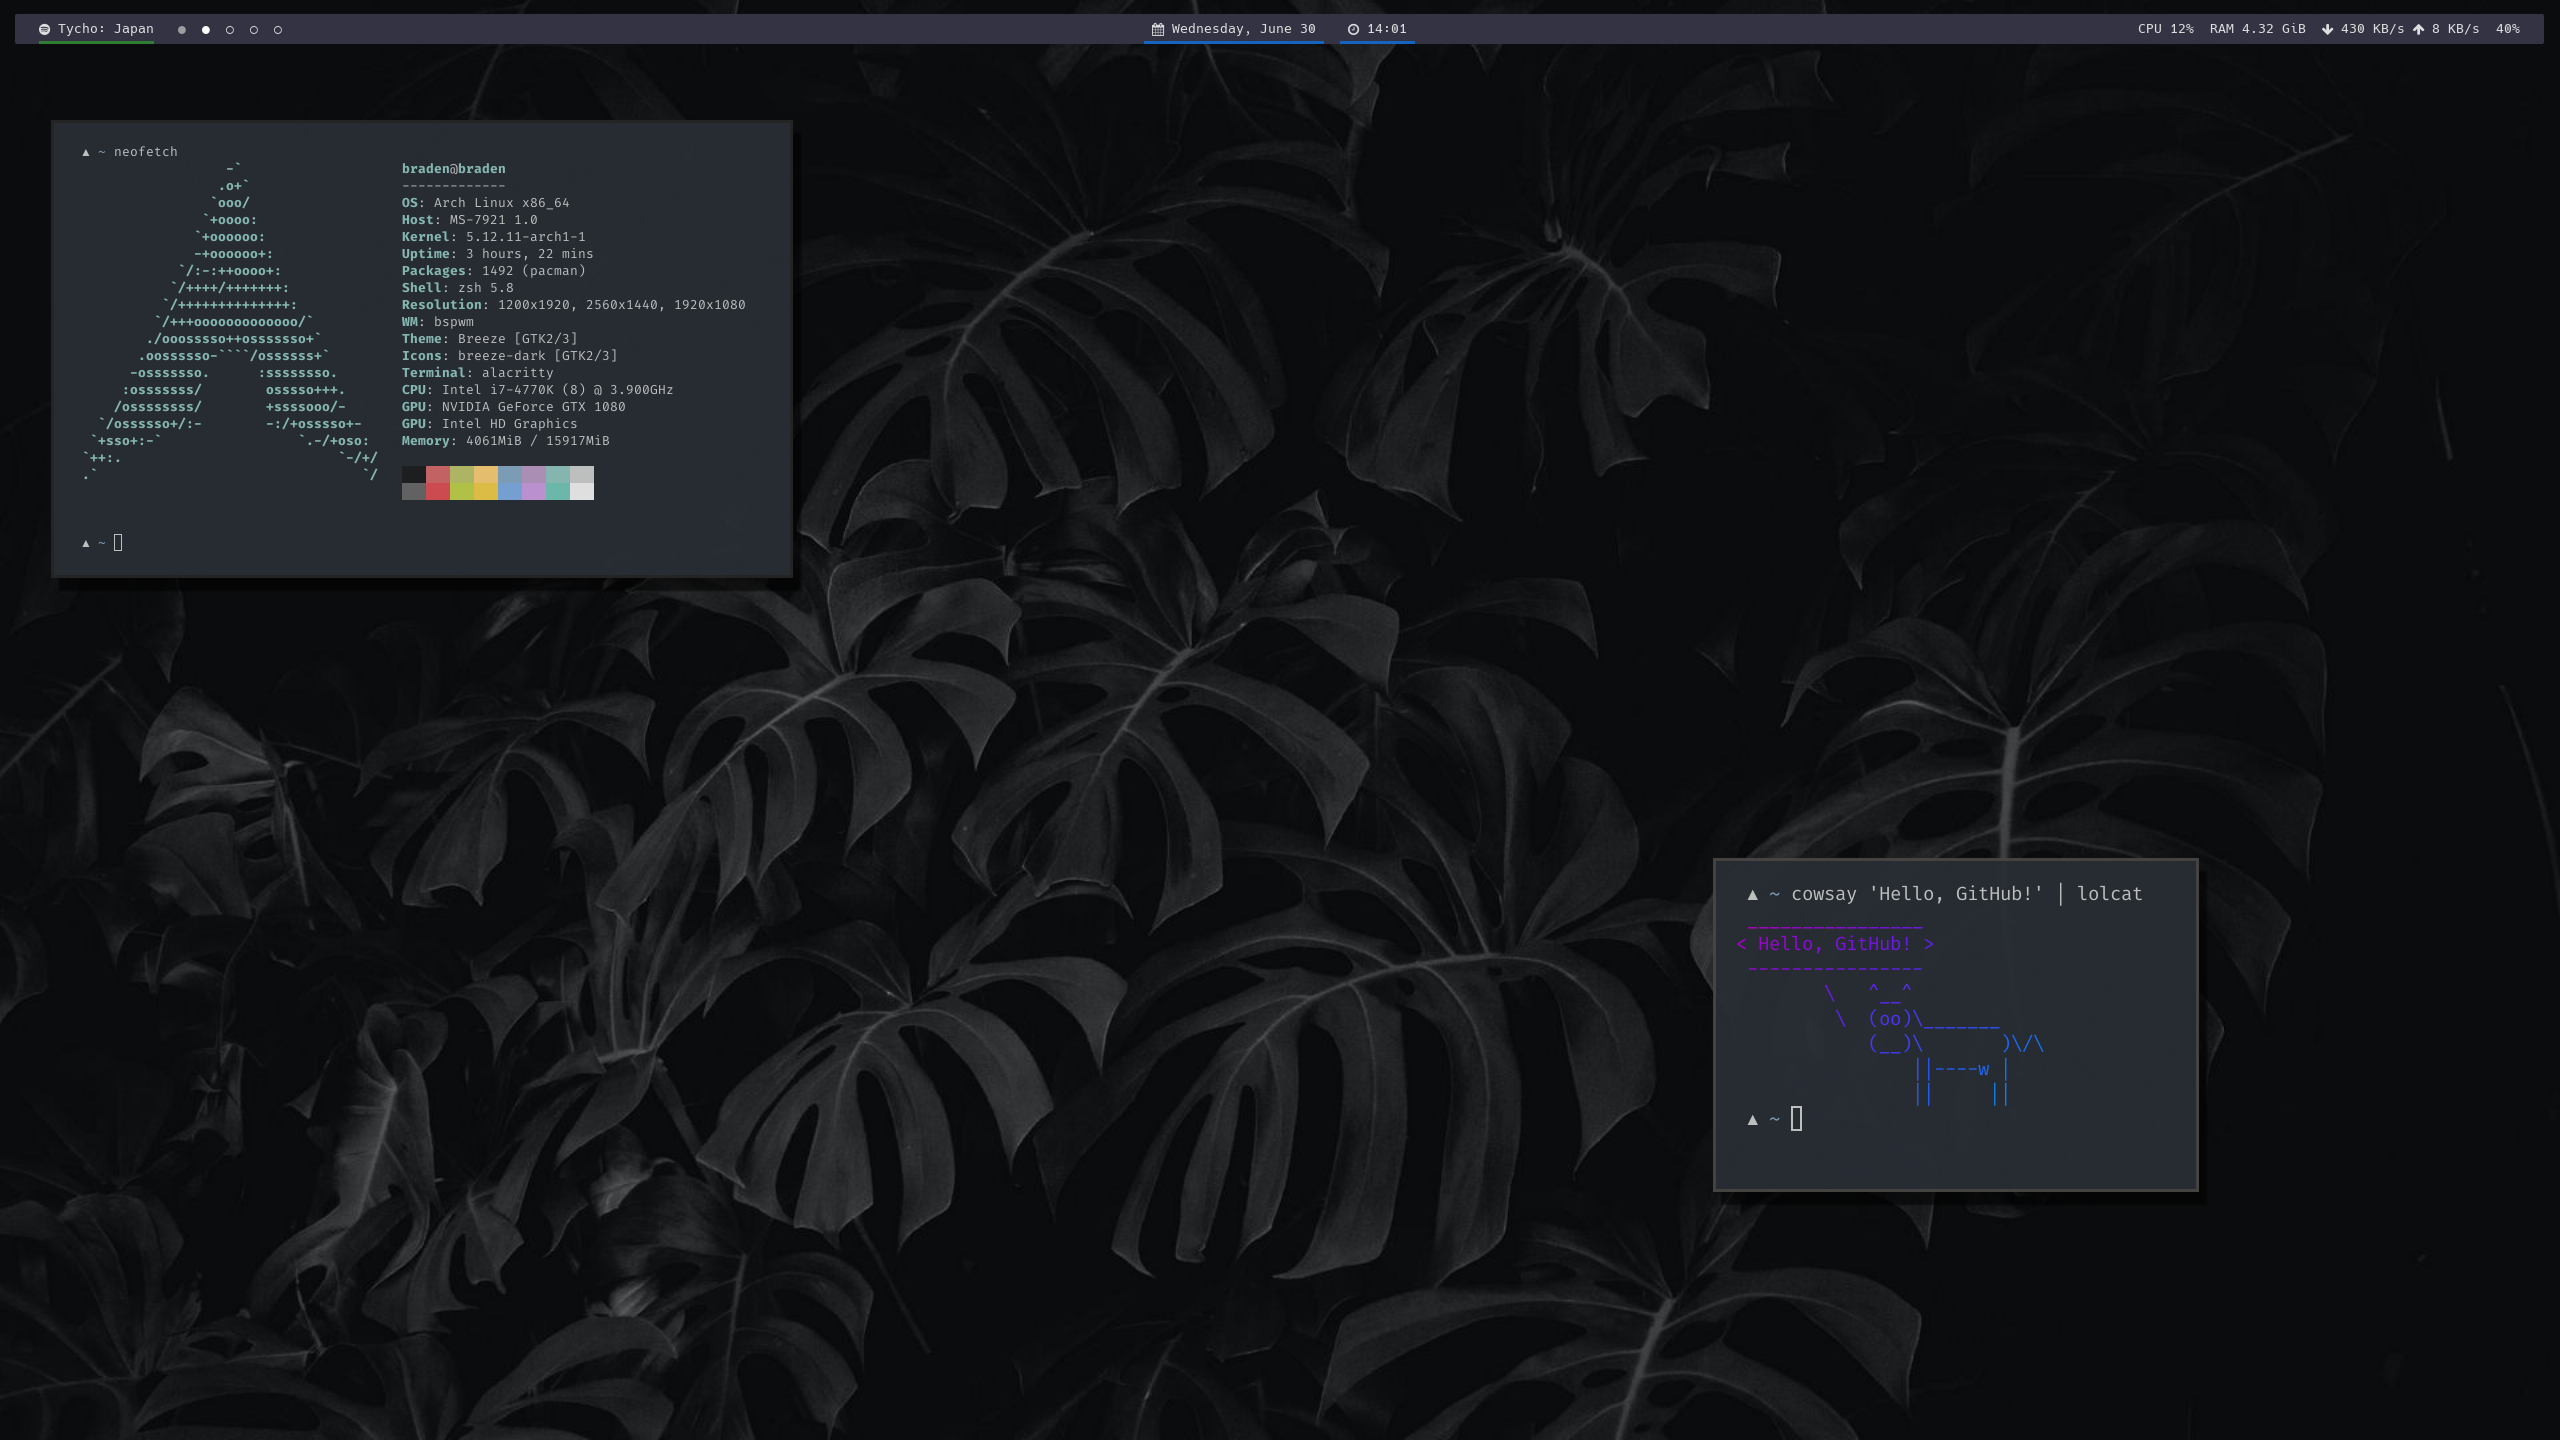 Tycho: Japan
Wednesday, June 30
14:01
CPU 12% RAM 4.32 GiB 430 KB/s 8 KB/s 40%
▲ ~ neofetch
-`
.o+`
`ooo/
`+oooo:
`+oooooo:
-+oooooo+:
`/:-:++oooo+:
`/++++/+++++++:
`/++++++++++++++:
`/+++ooooooooooooo/`
./ooosssso++osssssso+`
.oossssso-````/ossssss+`
-osssssso. :ssssssso.
:osssssss/ osssso+++.
/ossssssss/ +ssssooo/-
`/ossssso+/:- -:/+osssso+-
`+sso+:-` `.-/+oso:
`++:. `-/+/
.` `/
braden@braden
-------------
OS: Arch Linux x86_64
Host: MS-7921 1.0
Kernel: 5.12.11-arch1-1
Uptime: 3 hours, 22 mins
Packages: 1492 (pacman)
Shell: zsh 5.8
Resolution: 1200x1920, 2560x1440, 1920x1080
WM: bspwm
Theme: Breeze [GTK2/3]
Icons: breeze-dark [GTK2/3]
Terminal: alacritty
CPU: Intel i7-4770K (8) @ 3.900GHz
GPU: NVIDIA GeForce GTX 1080
GPU: Intel HD Graphics
Memory: 4061MiB / 15917MiB
▲ ~
▲ ~ cowsay 'Hello, GitHub!' | lolcat
________________
< Hello, GitHub! >
----------------
\ ^__^
\ (oo)\_______
(__)\ )\/\
||----w |
|| ||
▲ ~